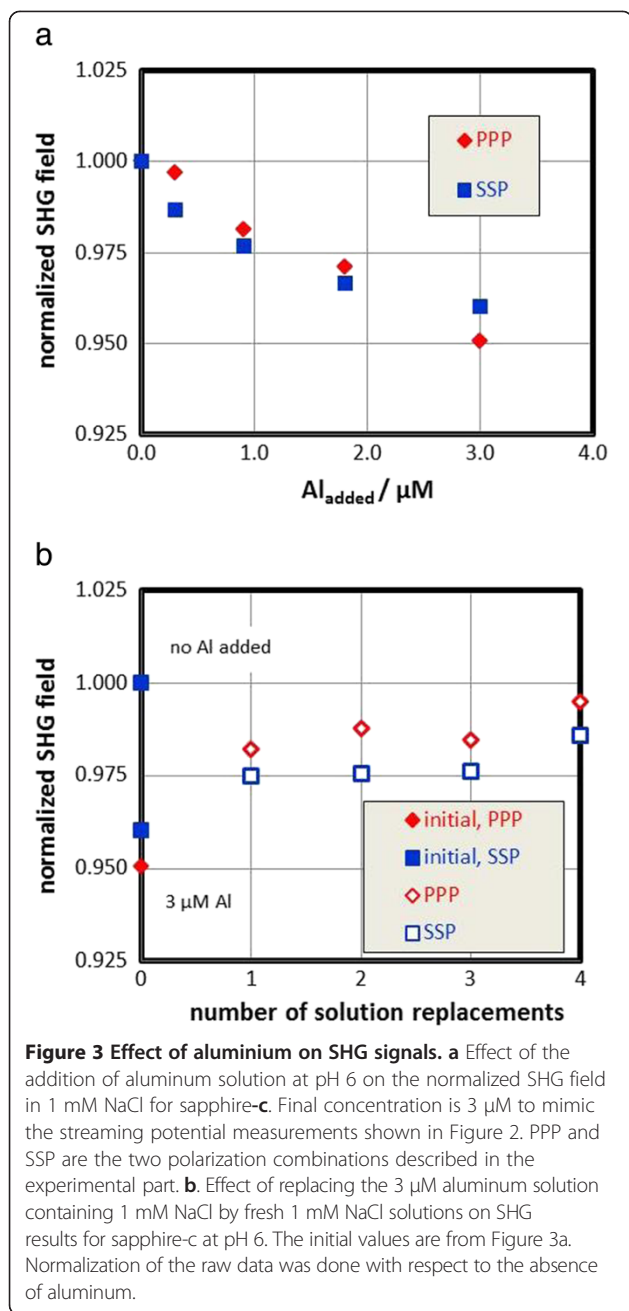 a
1.025
1.000
0.975
0.950
0.925
normalized SHG field
PPP
SSP
0.0 1.0 2.0 3.0 4.0
Al added / µM
b
1.025
1.000
0.975
0.950
0.925
normalized SHG field
no Al added
3 µM Al
initial, PPP
initial, SSP
PPP
SSP
0 1 2 3 4
number of solution replacements
Figure 3 Effect of aluminium on SHG signals. a Effect of the
addition of aluminum solution at pH 6 on the normalized SHG field
in 1 mM NaCl for sapphire-c. Final concentration is 3 µM to mimic
the streaming potential measurements shown in Figure 2. PPP and
SSP are the two polarization combinations described in the
experimental part. b. Effect of replacing the 3 µM aluminum solution
containing 1 mM NaCl by fresh 1 mM NaCl solutions on SHG
results for sapphire-c at pH 6. The initial values are from Figure 3a.
Normalization of the raw data was done with respect to the absence
of aluminum.